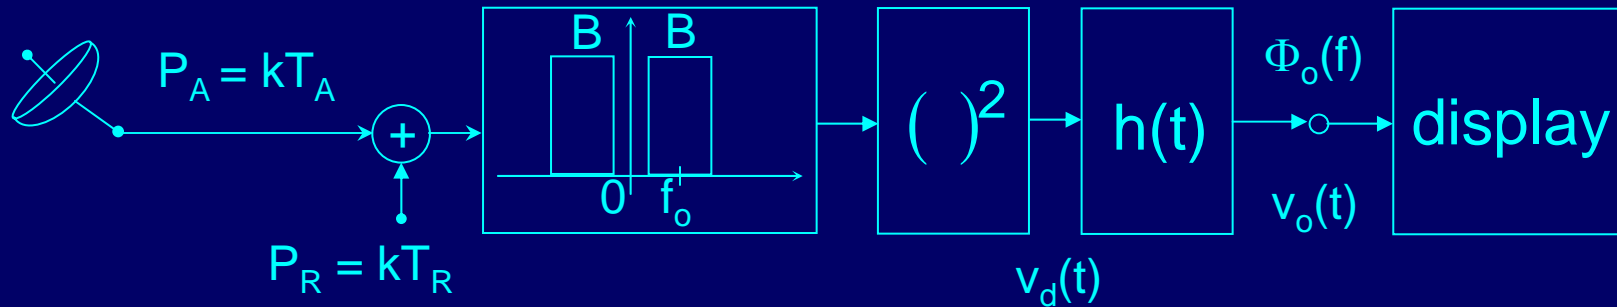 P_A = kT_A
+
P_R = kT_R
B B
0 f_o
( )^2
v_d(t)
h(t)
Φ_o(f)
v_o(t)
display